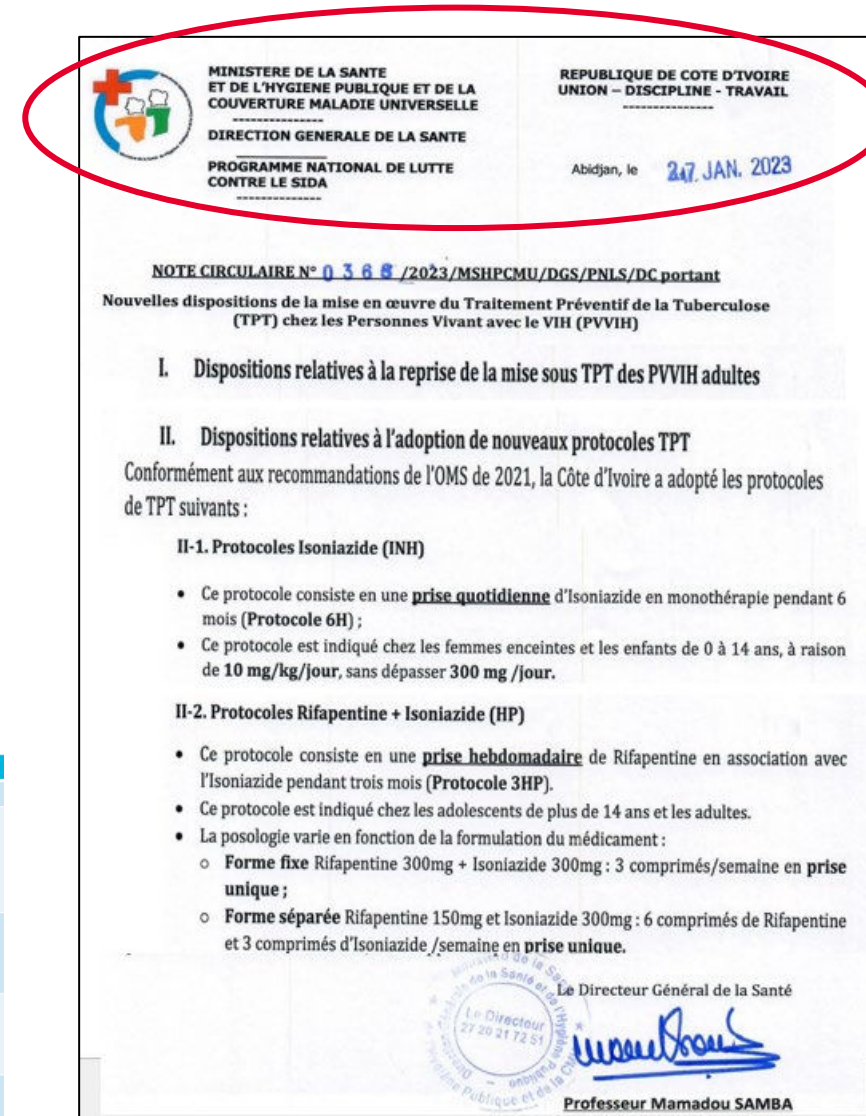 MINISTERE DE LA SANTE
ET DE L'HYGIENE PUBLIQUE ET DE LA
COUVERTURE MALADIE UNIVERSELLE
---------------
DIRECTION GENERALE DE LA SANTE
PROGRAMME NATIONAL DE LUTTE
CONTRE LE SIDA
--------------
REPUBLIQUE DE COTE D'IVOIRE
UNION – DISCIPLINE - TRAVAIL
---------------
Abidjan, le 27 JAN. 2023
NOTE CIRCULAIRE N° 0368 /2023/MSHPCMU/DGS/PNLS/DC portant
Nouvelles dispositions de la mise en œuvre du Traitement Préventif de la Tuberculose
(TPT) chez les Personnes Vivant avec le VIH (PVVIH)
I. Dispositions relatives à la reprise de la mise sous TPT des PVVIH adultes
II. Dispositions relatives à l'adoption de nouveaux protocoles TPT
Conformément aux recommandations de l'OMS de 2021, la Côte d'Ivoire a adopté les protocoles
de TPT suivants :
II-1. Protocoles Isoniazide (INH)
• Ce protocole consiste en une prise quotidienne d'Isoniazide en monothérapie pendant 6
mois (Protocole 6H) ;
• Ce protocole est indiqué chez les femmes enceintes et les enfants de 0 à 14 ans, à raison
de 10 mg/kg/jour, sans dépasser 300 mg /jour.
II-2. Protocoles Rifapentine + Isoniazide (HP)
• Ce protocole consiste en une prise hebdomadaire de Rifapentine en association avec
l'Isoniazide pendant trois mois (Protocole 3HP).
• Ce protocole est indiqué chez les adolescents de plus de 14 ans et les adultes.
• La posologie varie en fonction de la formulation du médicament :
o Forme fixe Rifapentine 300mg + Isoniazide 300mg : 3 comprimés/semaine en prise
unique ;
o Forme séparée Rifapentine 150mg et Isoniazide 300mg : 6 comprimés de Rifapentine
et 3 comprimés d'Isoniazide /semaine en prise unique.
Le Directeur Général de la Santé
Le Directeur
27 20 21 72 51
Professeur Mamadou SAMBA